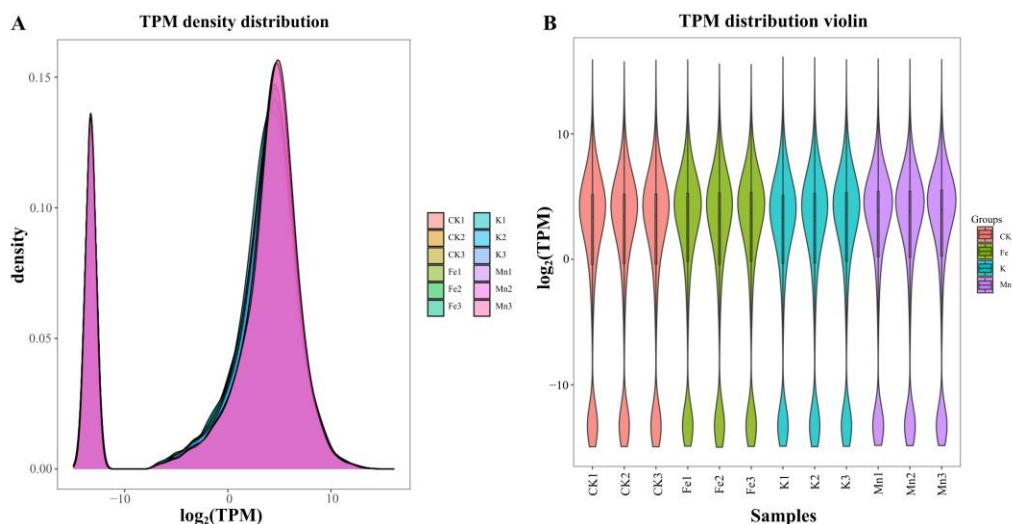 A
TPM density distribution
0.15
0.10
0.05
0.00
density
−10
0
10
log2(TPM)
CK1
CK2
CK3
Fe1
Fe2
Fe3
K1
K2
K3
Mn1
Mn2
Mn3
B
TPM distribution violin
10
0
−10
log2(TPM)
CK1
CK2
CK3
Fe1
Fe2
Fe3
K1
K2
K3
Mn1
Mn2
Mn3
Samples
Groups
CK
Fe
K
Mn